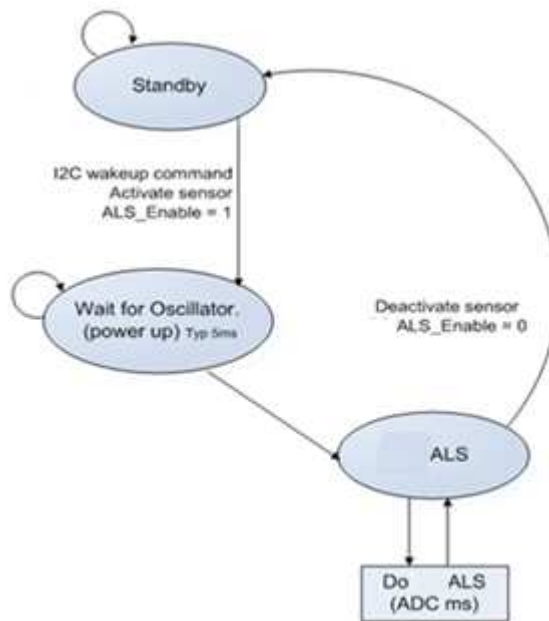 Standby
I2C wakeup command
Activate sensor
ALS_Enable = 1
Wait for Oscillator.
(power up) Typ 5ms
Deactivate sensor
ALS_Enable = 0
ALS
Do ALS
(ADC ms)